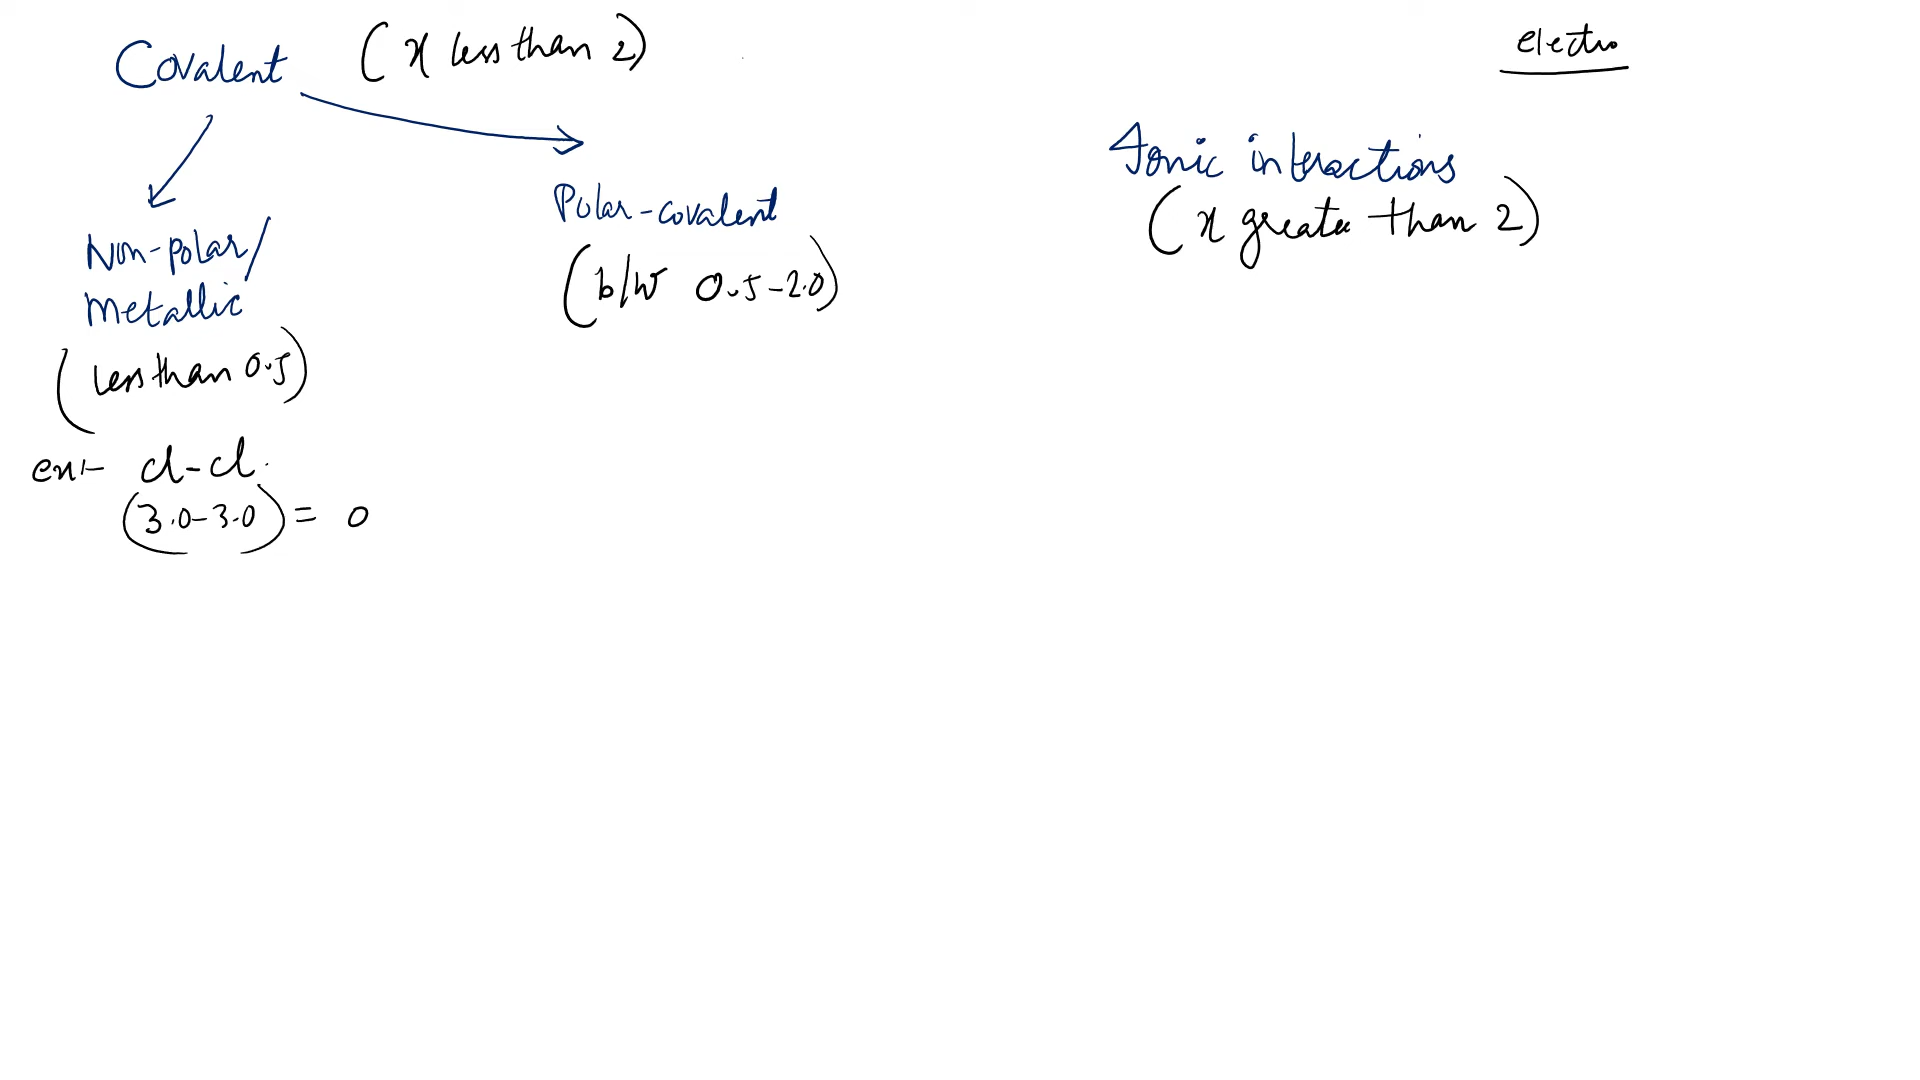 Covalent (x less than 2)
electro
Ionic interactions
(x greater than 2)
Polar-covalent
(b/w 0.5-2.0)
Non-polar/
Metallic
(less than 0.5)
ex:- Cl-Cl.
(3.0-3.0) = 0